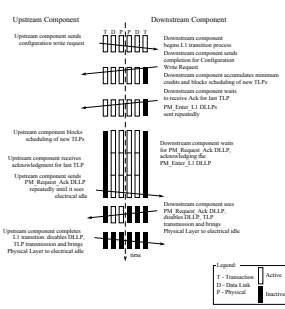 Upstream Component
Downstream Component
T D P P D T
Upstream component sends
configuration write request
Downstream component
begins L1 transition process
Downstream component sends
completion for Configuration
Write Request
Downstream component accumulates minimum
credits and blocks scheduling of new TLPs
Downstream component waits
to receive Ack for last TLP
PM_Enter_L1 DLLPs
sent repeatedly
Upstream component blocks
scheduling of new TLPs
Downstream component waits
for PM_Request_Ack DLLP,
acknowledging the
PM_Enter_L1 DLLP
Upstream component receives
acknowledgment for last TLP
Upstream component sends
PM_Request_Ack DLLP
repeatedly until it sees
electrical idle
Downstream component sees
PM_Request_Ack DLLP,
disables DLLP, TLP
transmission and brings
Physical Layer to electrical idle
Upstream component completes
L1 transition: disables DLLP,
TLP transmission and brings
Physical Layer to electrical idle
time
Legend:
T - Transaction
D - Data Link
P - Physical
Active
Inactive